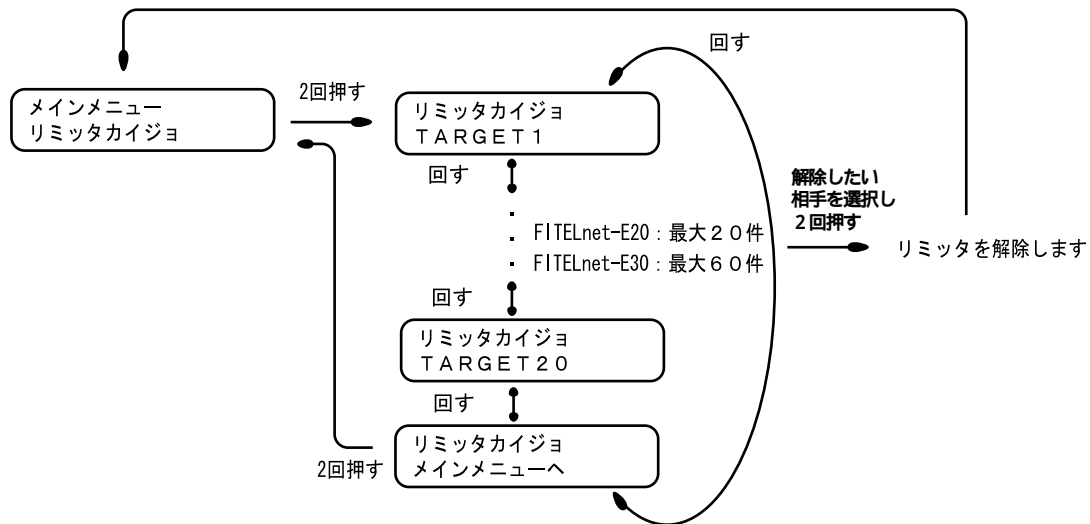 回す
メインメニュー
リミッタカイジョ
2回押す
リミッタカイジョ
ＴＡＲＧＥＴ１
回す
解除したい
相手を選択し
２回押す
FITELnet-E20：最大２０件
FITELnet-E30：最大６０件
リミッタを解除します
回す
リミッタカイジョ
ＴＡＲＧＥＴ２０
回す
リミッタカイジョ
メインメニューへ
2回押す